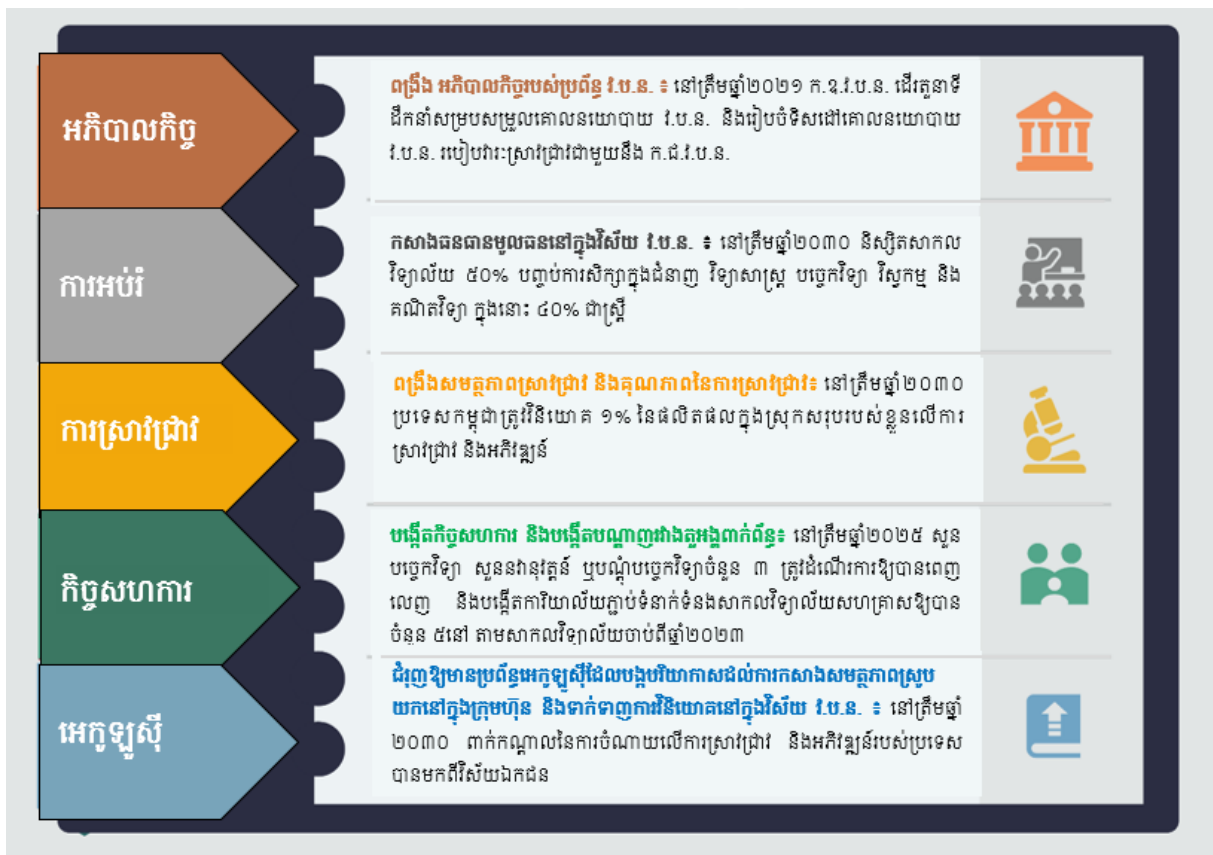 អភិបាលកិច្ច
ពង្រឹង អភិបាលកិច្ចរបស់ប្រព័ន្ធ វ.ប.ន. ៖ នៅត្រឹមឆ្នាំ២០២១ ក.ឧ.វ.ប.ន. ដើរតួនាទី
ដឹកនាំសម្របសម្រួលគោលនយោបាយ វ.ប.ន. និងរៀបចំទិសដៅគោលនយោបាយ
វ.ប.ន. របៀបវារៈស្រាវជ្រាវជាមួយនឹង ក.ជ.វ.ប.ន.
ការអប់រំ
កសាងធនធានមូលធននៅក្នុងវិស័យ វ.ប.ន. ៖ នៅត្រឹមឆ្នាំ២០៣០ និស្សិតសាកល
វិទ្យាល័យ ៥០% បញ្ចប់ការសិក្សាក្នុងជំនាញ វិទ្យាសាស្ត្រ បច្ចេកវិទ្យា វិស្វកម្ម និង
គណិតវិទ្យា ក្នុងនោះ ៤០% ជាស្ត្រី
ការស្រាវជ្រាវ
ពង្រឹងសមត្ថភាពស្រាវជ្រាវ និងគុណភាពនៃការស្រាវជ្រាវ៖ នៅត្រឹមឆ្នាំ២០៣០
ប្រទេសកម្ពុជាត្រូវវិនិយោគ ១% នៃផលិតផលក្នុងស្រុកសរុបរបស់ខ្លួនលើការ
ស្រាវជ្រាវ និងអភិវឌ្ឍន៍
កិច្ចសហការ
បង្កើតកិច្ចសហការ និងបង្កើតបណ្តាញរវាងតួអង្គពាក់ព័ន្ធ៖ នៅត្រឹមឆ្នាំ២០២៥ សួន
បច្ចេកវិទ្យា សួននវានុវត្តន៍ ឬបណ្តុំបច្ចេកវិទ្យាចំនួន ៣ ត្រូវដំណើរការឱ្យបានពេញ
លេញ និងបង្កើតការិយាល័យភ្ជាប់ទំនាក់ទំនងសាកលវិទ្យាល័យសហគ្រាសឱ្យបាន
ចំនួន ៥នៅ តាមសាកលវិទ្យាល័យចាប់ពីឆ្នាំ២០២៣
អេកូឡូស៊ី
ជំរុញឱ្យមានប្រព័ន្ធអេកូឡូស៊ីដែលបង្កបរិយាកាសដល់ការកសាងសមត្ថភាពស្រូប
យកនៅក្នុងក្រុមហ៊ុន និងទាក់ទាញការវិនិយោគនៅក្នុងវិស័យ វ.ប.ន. ៖ នៅត្រឹមឆ្នាំ
២០៣០ ពាក់កណ្តាលនៃការចំណាយលើការស្រាវជ្រាវ និងអភិវឌ្ឍន៍របស់ប្រទេស
បានមកពីវិស័យឯកជន